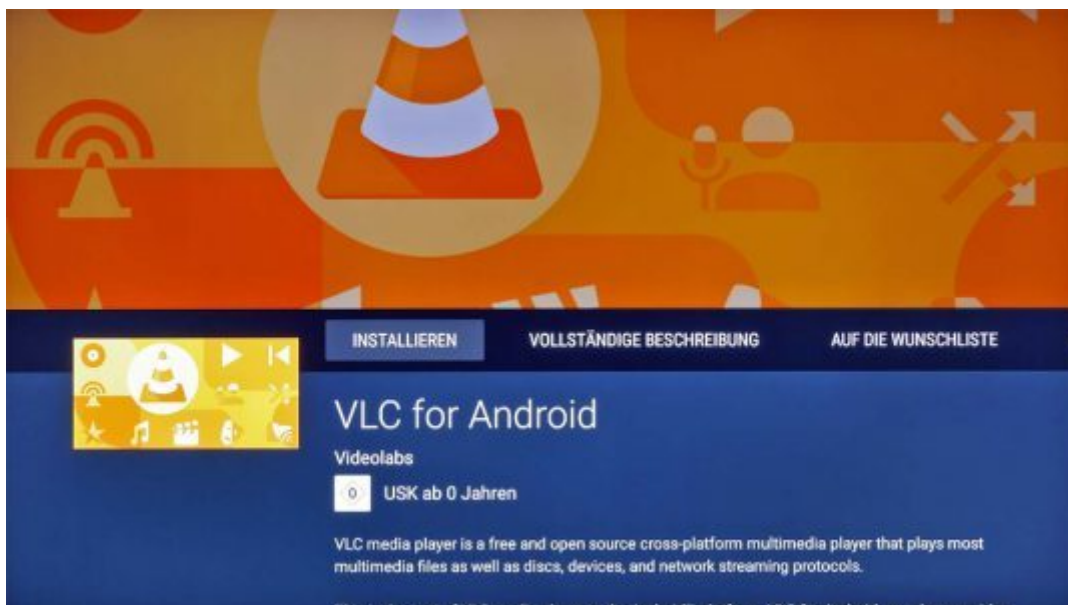 INSTALLIEREN VOLLSTÄNDIGE BESCHREIBUNG AUF DIE WUNSCHLISTE
VLC for Android
Videolabs
0 USK ab 0 Jahren
VLC media player is a free and open source cross-platform multimedia player that plays most
multimedia files as well as discs, devices, and network streaming protocols.